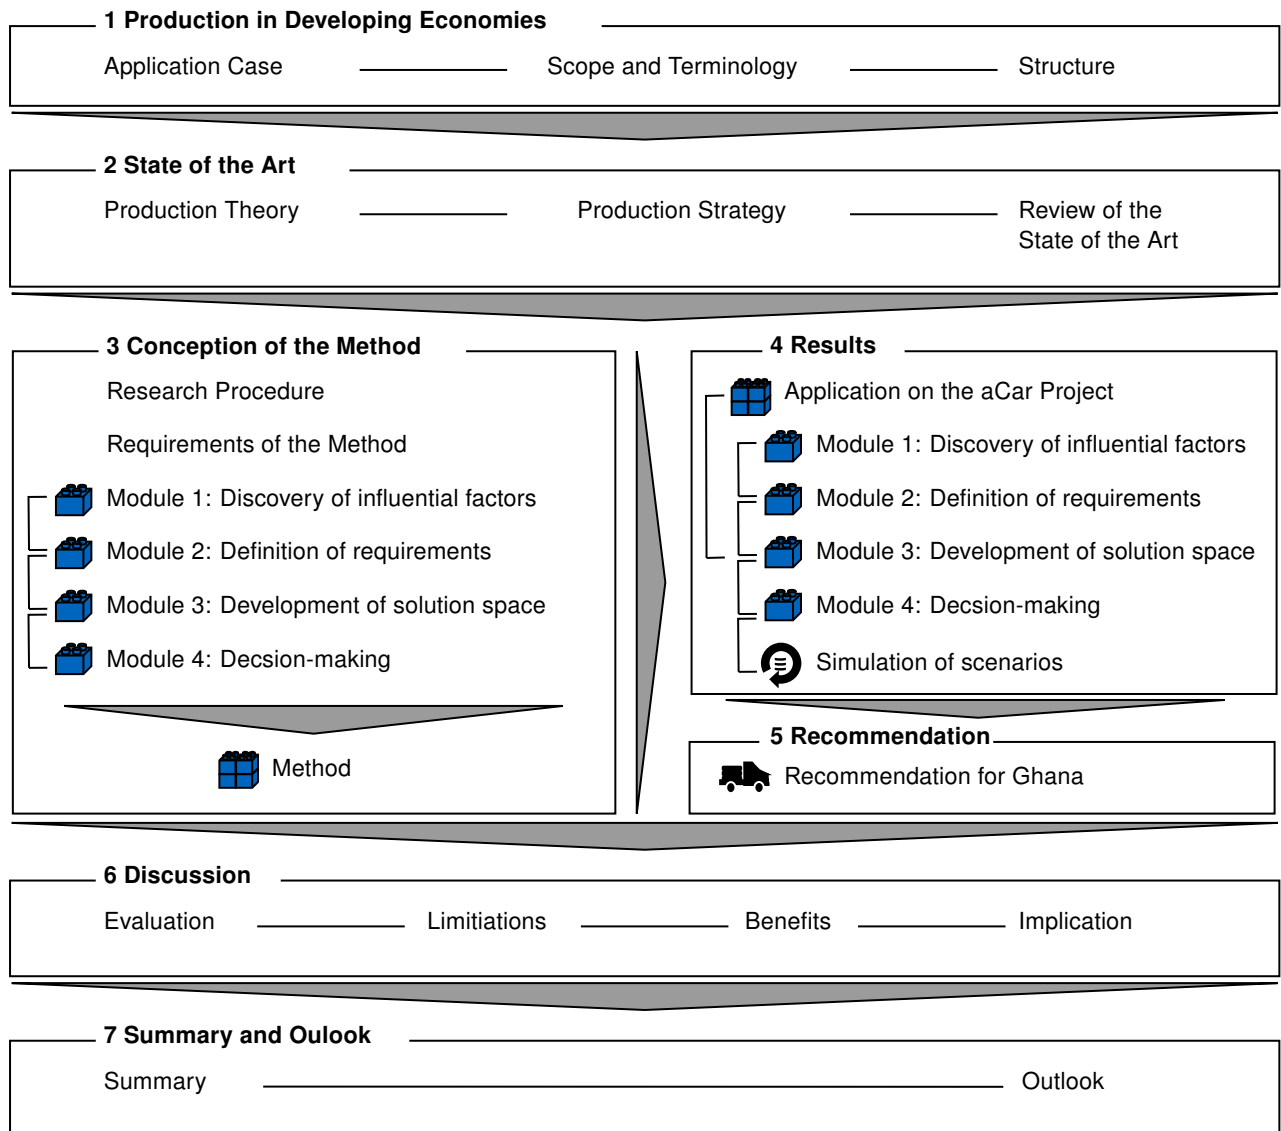 1 Production in Developing Economies
Application Case
Scope and Terminology
Structure
2 State of the Art
Production Theory
Production Strategy
Review of the
State of the Art
3 Conception of the Method
Research Procedure
Requirements of the Method
Module 1: Discovery of influential factors
Module 2: Definition of requirements
Module 3: Development of solution space
Module 4: Decsion-making
Method
4 Results
Application on the aCar Project
Module 1: Discovery of influential factors
Module 2: Definition of requirements
Module 3: Development of solution space
Module 4: Decsion-making
Simulation of scenarios
5 Recommendation
Recommendation for Ghana
6 Discussion
Evaluation
Limitiations
Benefits
Implication
7 Summary and Oulook
Summary
Outlook